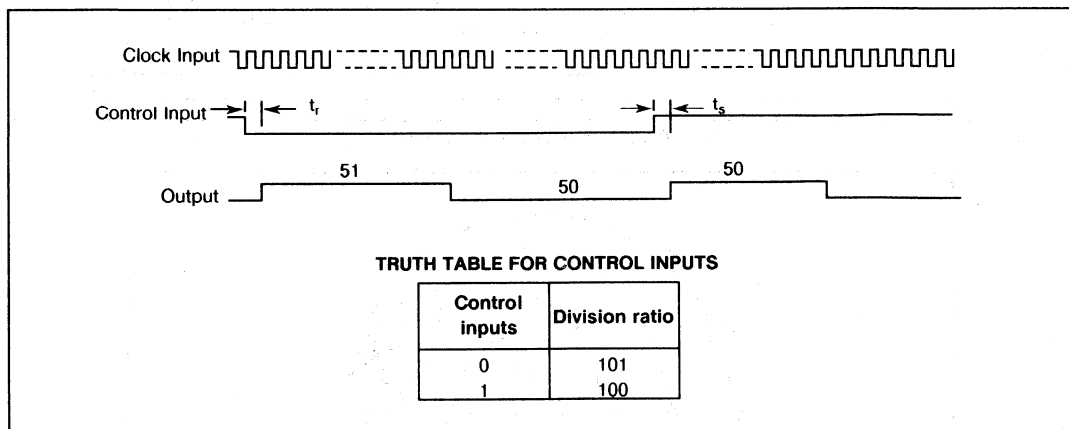 Clock Input
Control Input
tr
ts
51
50
50
Output
TRUTH TABLE FOR CONTROL INPUTS
Control inputs Division ratio
0 101
1 100